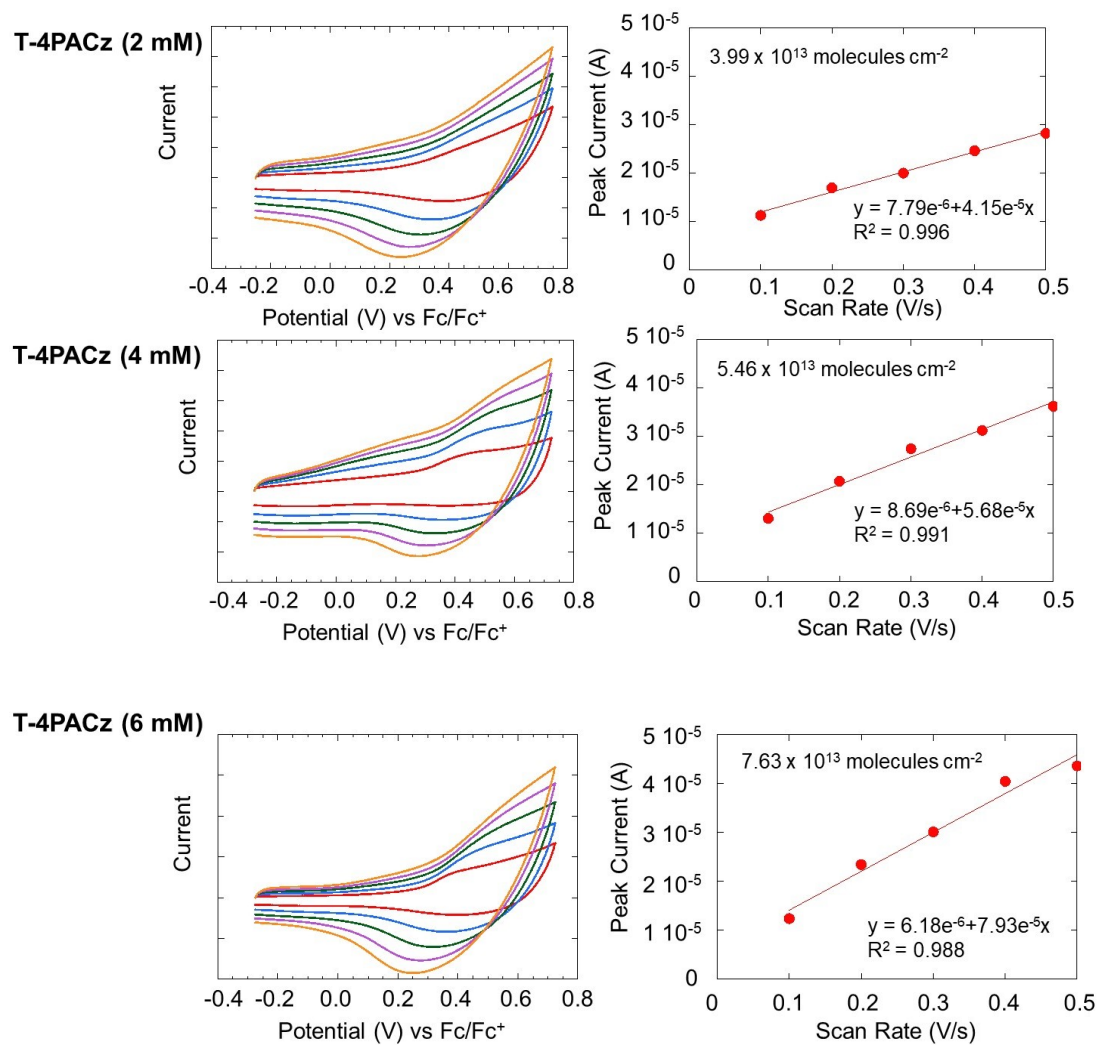 T-4PACz (2 mM)
Current
-0.4 -0.2 0.0 0.2 0.4 0.6 0.8
Potential (V) vs Fc/Fc⁺
Peak Current (A)
5 10⁻⁵
4 10⁻⁵
3 10⁻⁵
2 10⁻⁵
1 10⁻⁵
0
3.99 x 10¹³ molecules cm⁻²
y = 7.79e⁻⁶+4.15e⁻⁵x
R² = 0.996
0 0.1 0.2 0.3 0.4 0.5
Scan Rate (V/s)
T-4PACz (4 mM)
Current
-0.4 -0.2 0.0 0.2 0.4 0.6 0.8
Potential (V) vs Fc/Fc⁺
Peak Current (A)
5 10⁻⁵
4 10⁻⁵
3 10⁻⁵
2 10⁻⁵
1 10⁻⁵
0
5.46 x 10¹³ molecules cm⁻²
y = 8.69e⁻⁶+5.68e⁻⁵x
R² = 0.991
0 0.1 0.2 0.3 0.4 0.5
Scan Rate (V/s)
T-4PACz (6 mM)
Current
-0.4 -0.2 0.0 0.2 0.4 0.6 0.8
Potential (V) vs Fc/Fc⁺
Peak Current (A)
5 10⁻⁵
4 10⁻⁵
3 10⁻⁵
2 10⁻⁵
1 10⁻⁵
0
7.63 x 10¹³ molecules cm⁻²
y = 6.18e⁻⁶+7.93e⁻⁵x
R² = 0.988
0 0.1 0.2 0.3 0.4 0.5
Scan Rate (V/s)